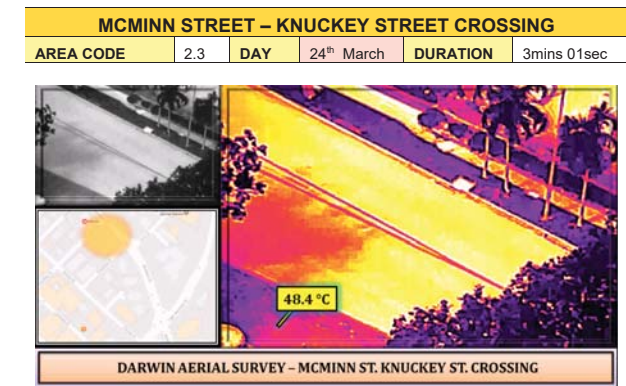 MCMINN STREET – KNUCKEY STREET CROSSING
AREA CODE 2.3 DAY 24th March DURATION 3mins 01sec
48.4 °C
DARWIN AERIAL SURVEY – MCMINN ST. KNUCKEY ST. CROSSING